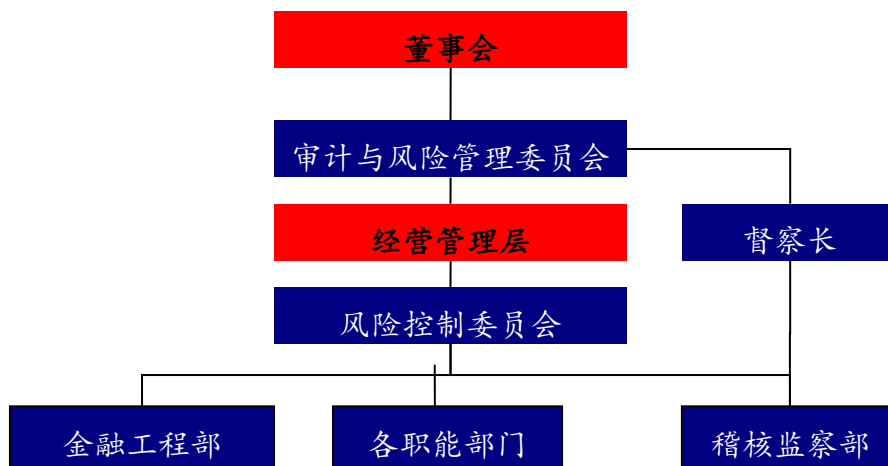 董事会
审计与风险管理委员会
经营管理层
督察长
风险控制委员会
金融工程部
各职能部门
稽核监察部